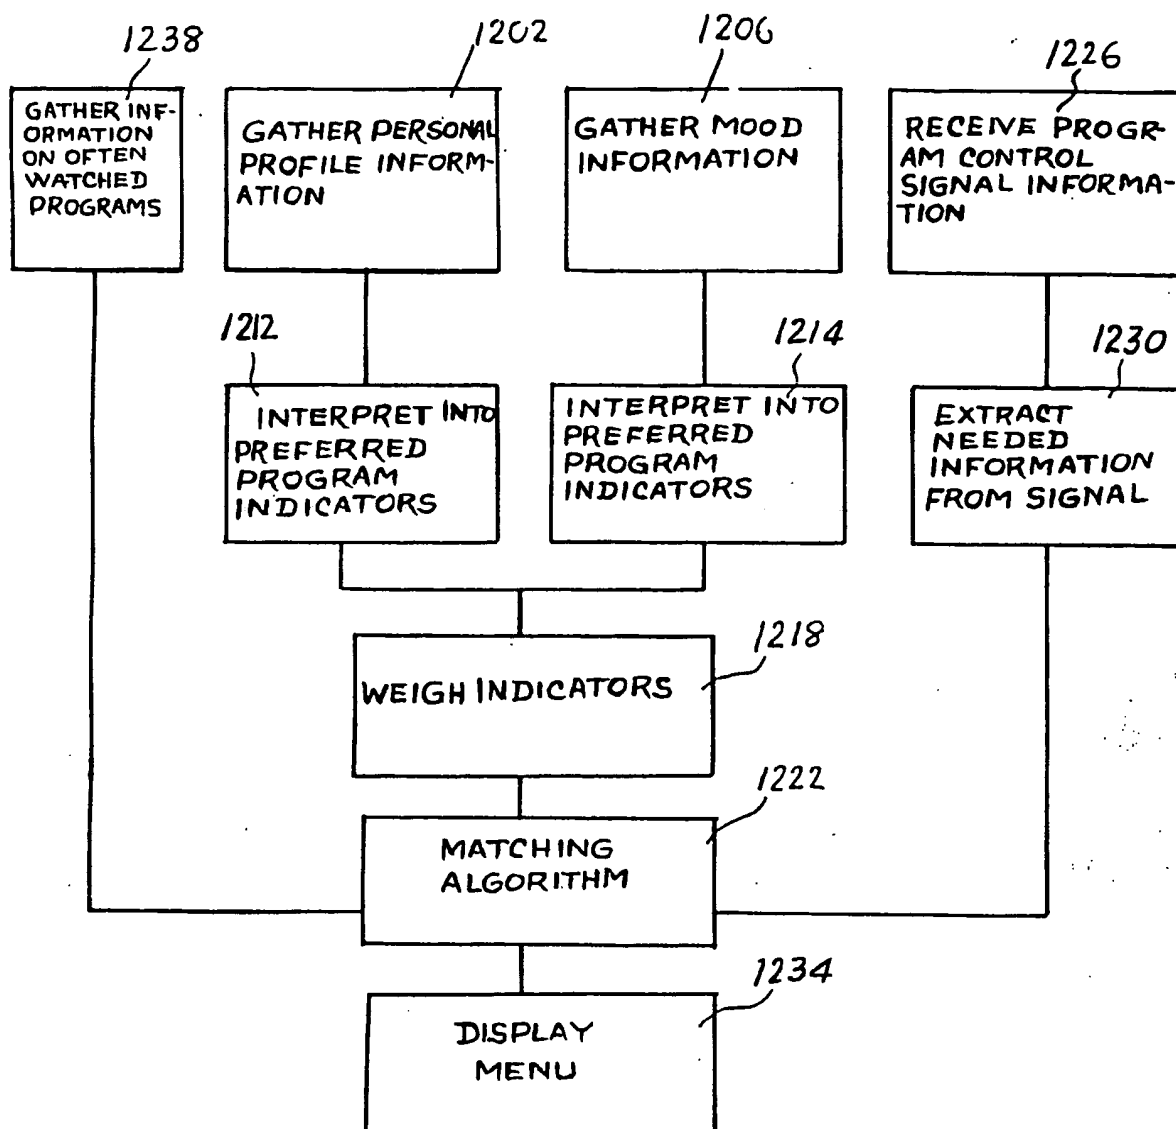 1238
1202
1206
1226
GATHER INF-
ORMATION
ON OFTEN
WATCHED
PROGRAMS
GATHER PERSONAL
PROFILE INFORM-
ATION
GATHER MOOD
INFORMATION
RECEIVE PROGR-
AM CONTROL
SIGNAL INFORMA-
TION
1212
1214
1230
INTERPRET INTO
PREFERRED
PROGRAM
INDICATORS
INTERPRET INTO
PREFERRED
PROGRAM
INDICATORS
EXTRACT
NEEDED
INFORMATION
FROM SIGNAL
1218
WEIGH INDICATORS
1222
MATCHING
ALGORITHM
1234
DISPLAY
MENU